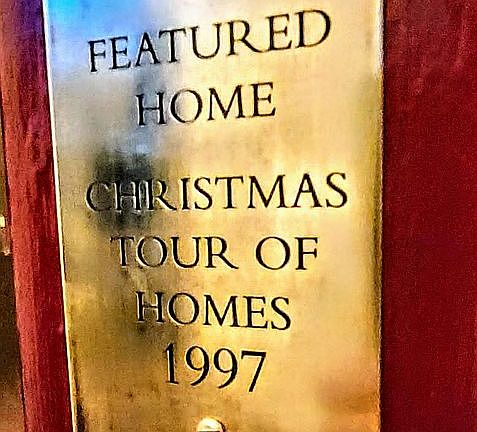 FEATURED
HOME
CHRISTMAS
TOUR OF
HOMES
1997